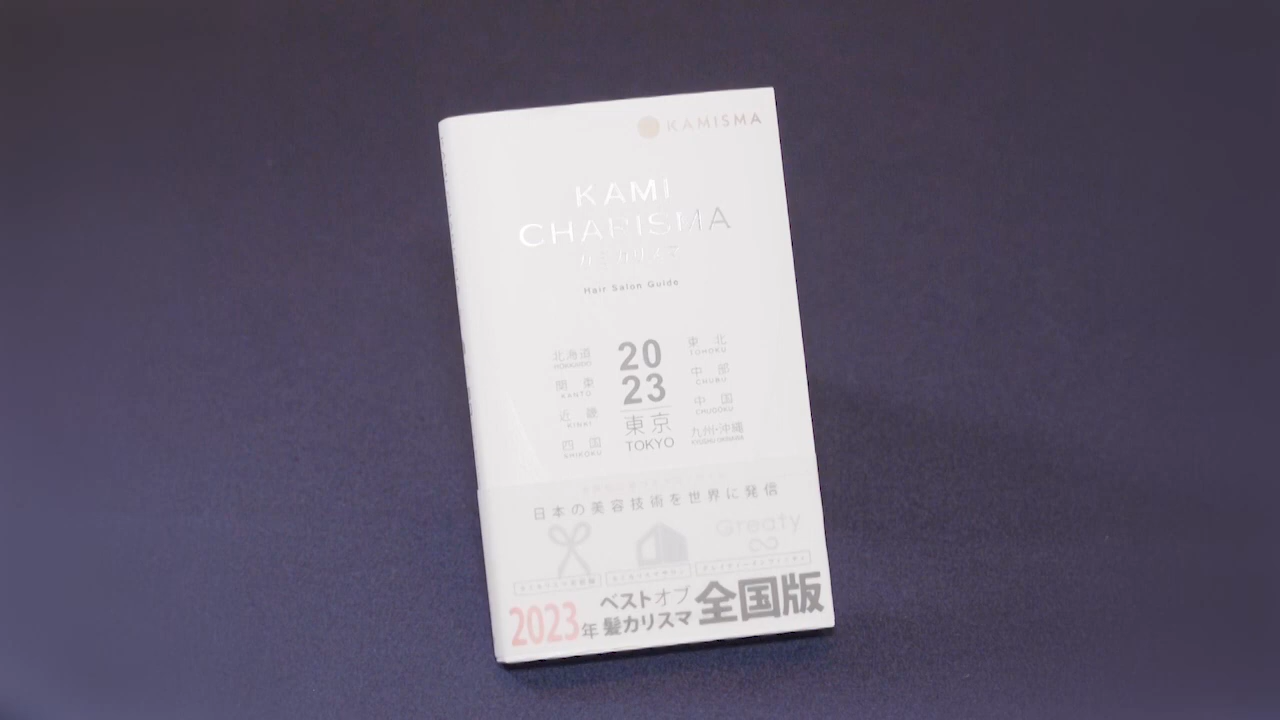 KAMISMA
KAMI
CHARISMA
カミカリスマ
Hair Salon Guide
2023
北海道
HOKKAIDO
関東
KANTO
近畿
KINKI
四国
SHIKOKU
東京
TOKYO
東北
TOHOKU
中部
CHUBU
中国
CHUGOKU
九州・沖縄
KYUSHU OKINAWA
日本の美容技術を世界に発信
Greaty
2023年
ベストオブ
髪カリスマ
全国版